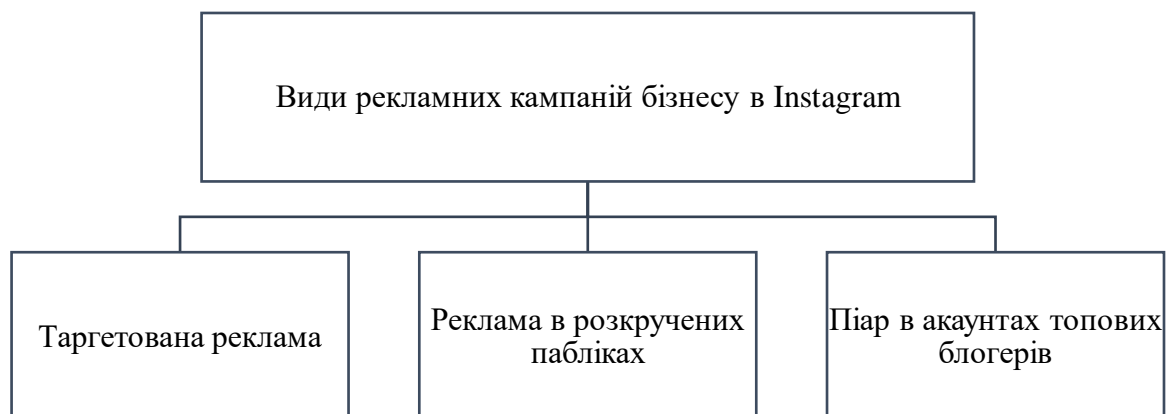 Види рекламних кампаній бізнесу в Instagram
Таргетована реклама
Реклама в розкручених
пабліках
Піар в акаунтах топових
блогерів